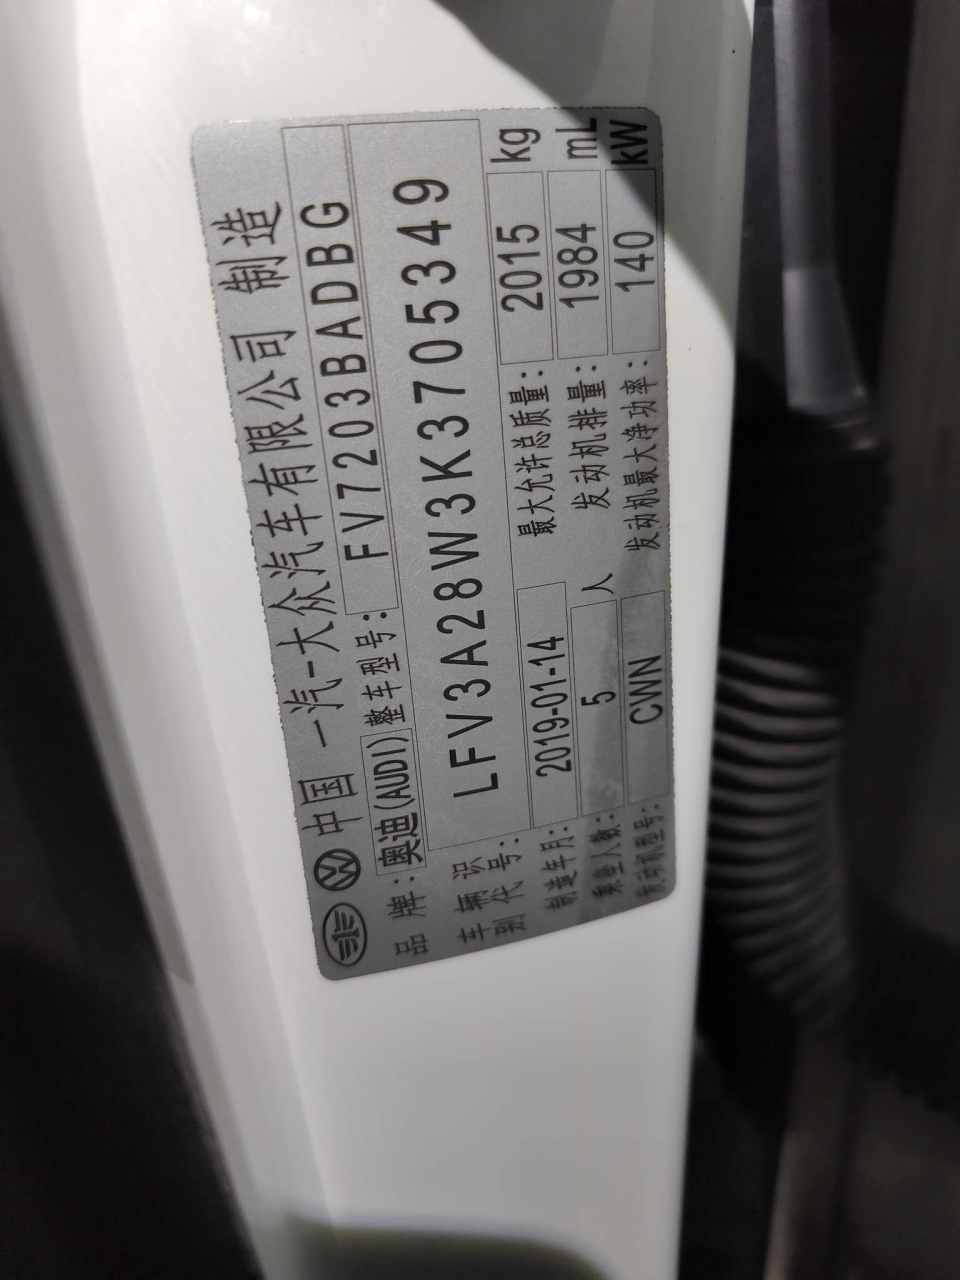 中国 一汽-大众汽车有限公司 制造
品牌: 奥迪(AUDI) 整车型号: FV7203BADBG
车辆识别代号: LFV3A28W3K3705349
制造年月: 2019-01-14 最大允许总质量: 2015 kg
乘坐人数: 5 人 发动机排量: 1984 mL
发动机型号: CWN 发动机最大净功率: 140 kW